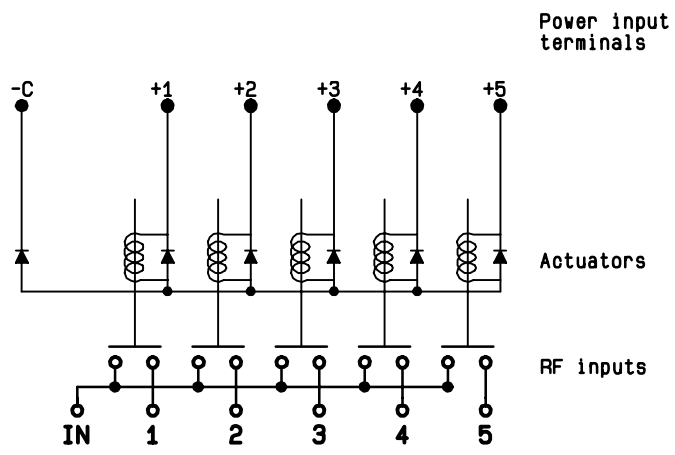 Power input
terminals
-C +1 +2 +3 +4 +5
Actuators
RF inputs
IN 1 2 3 4 5